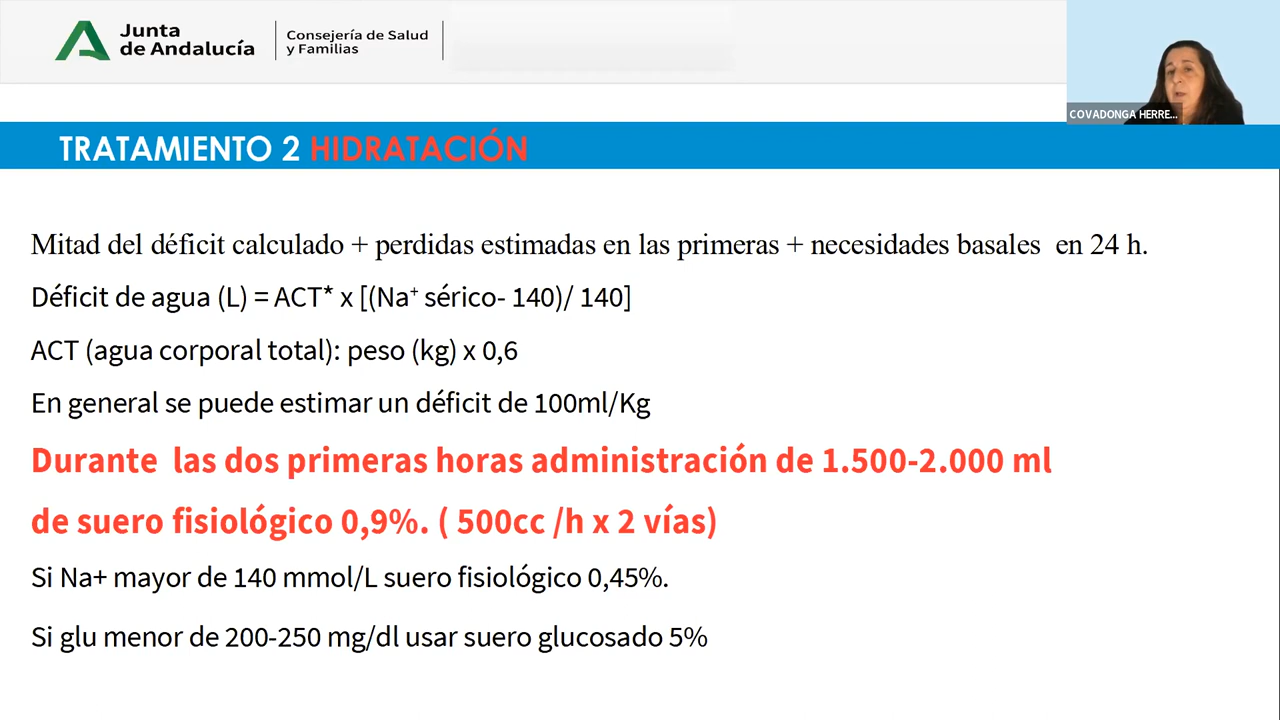 Junta
de Andalucía
Consejería de Salud
y Familias
COVADONGA HERRE...
TRATAMIENTO 2 HIDRATACIÓN
Mitad del déficit calculado + perdidas estimadas en las primeras + necesidades basales en 24 h.
Déficit de agua (L) = ACT* x [(Na⁺ sérico- 140)/ 140]
ACT (agua corporal total): peso (kg) x 0,6
En general se puede estimar un déficit de 100ml/Kg
Durante las dos primeras horas administración de 1.500-2.000 ml
de suero fisiológico 0,9%. ( 500cc /h x 2 vías)
Si Na+ mayor de 140 mmol/L suero fisiológico 0,45%.
Si glu menor de 200-250 mg/dl usar suero glucosado 5%